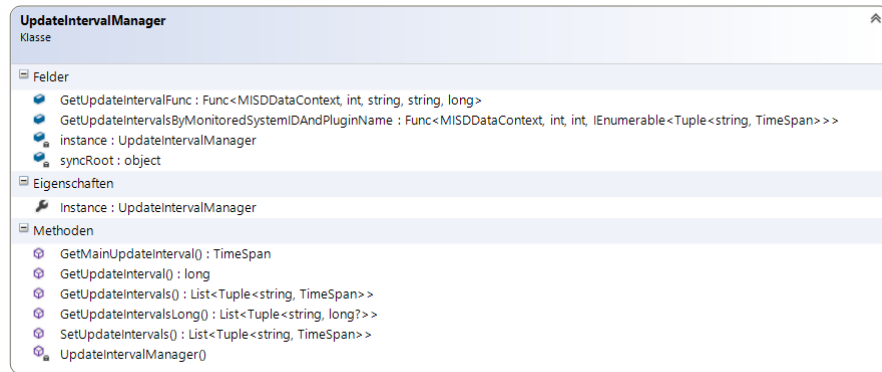 UpdateIntervalManager
Klasse
Felder
GetUpdateIntervalFunc : Func<MISDDataContext, int, string, string, long>
GetUpdateIntervalsByMonitoredSystemIDAndPluginName : Func<MISDDataContext, int, int, IEnumerable<Tuple<string, TimeSpan>>>
instance : UpdateIntervalManager
syncRoot : object
Eigenschaften
Instance : UpdateIntervalManager
Methoden
GetMainUpdateInterval() : TimeSpan
GetUpdateInterval() : long
GetUpdateIntervals() : List<Tuple<string, TimeSpan>>
GetUpdateIntervalsLong() : List<Tuple<string, long?>>
SetUpdateIntervals() : List<Tuple<string, TimeSpan>>
UpdateIntervalManager()